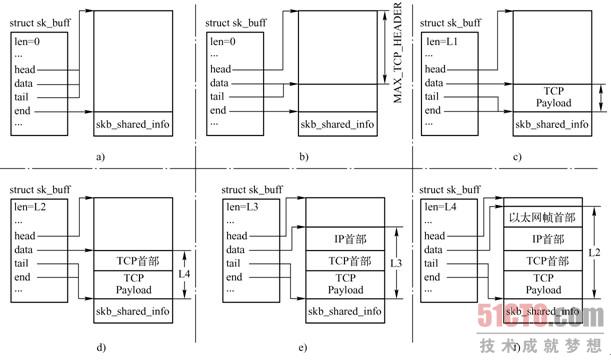 struct sk_buff
len=0
...
head
data
tail
end
...
skb_shared_info
a)
struct sk_buff
len=0
...
head
data
tail
end
...
MAX_TCP_HEADER
skb_shared_info
b)
struct sk_buff
len=L1
...
head
data
tail
end
...
TCP
Payload
skb_shared_info
c)
struct sk_buff
len=L2
...
head
data
tail
end
...
TCP首部
TCP
Payload
skb_shared_info
L4
d)
struct sk_buff
len=L3
...
head
data
tail
end
...
IP首部
TCP首部
TCP
Payload
skb_shared_info
L3
e)
struct sk_buff
len=L4
...
head
data
tail
end
...
以太网帧首部
IP首部
TCP首部
TCP
Payload
skb_shared_info
L2
f)
51CTO.com
技术成就梦想